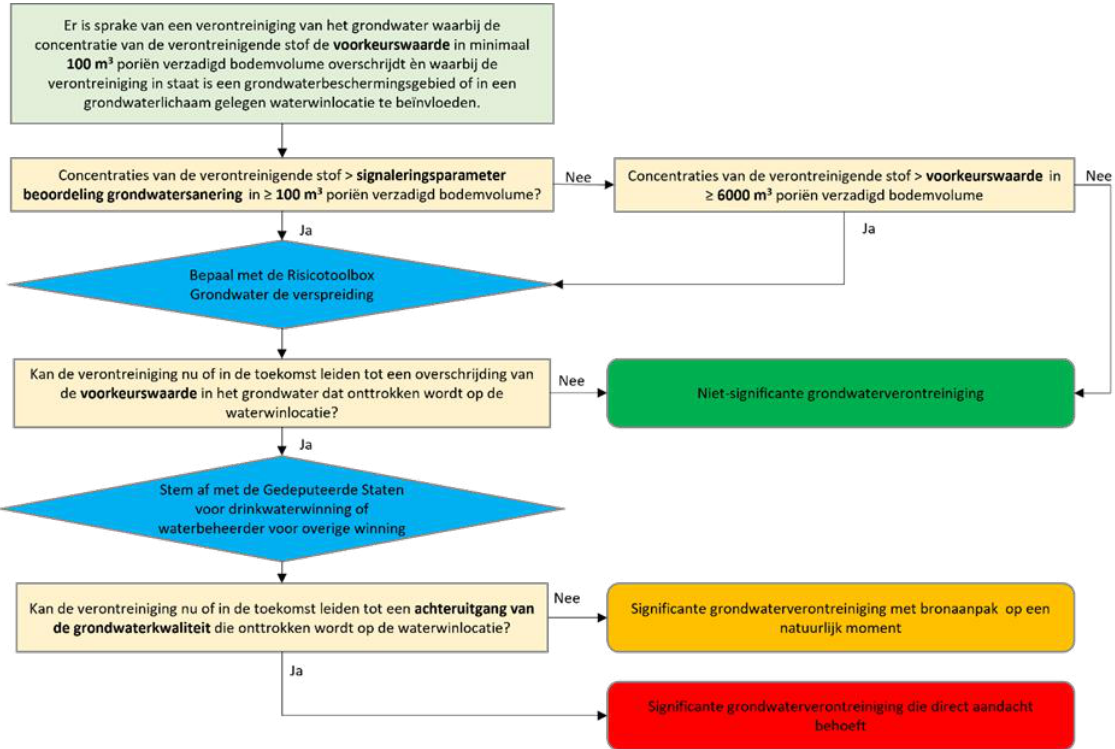 Er is sprake van een verontreiniging van het grondwater waarbij de
concentratie van de verontreinigende stof de voorkeurswaarde in minimaal
100 m³ poriën verzadigd bodemvolume overschrijdt èn waarbij de
verontreiniging in staat is een grondwaterbeschermingsgebied of in een
grondwaterlichaam gelegen waterwinlocatie te beïnvloeden.
Concentraties van de verontreinigende stof > signaleringsparameter
beoordeling grondwatersanering in ≥ 100 m³ poriën verzadigd bodemvolume?
Nee
Concentraties van de verontreinigende stof > voorkeurswaarde in
≥ 6000 m³ poriën verzadigd bodemvolume
Nee
Ja
Ja
Bepaal met de Risicotoolbox
Grondwater de verspreiding
Kan de verontreiniging nu of in de toekomst leiden tot een overschrijding van
de voorkeurswaarde in het grondwater dat onttrokken wordt op de
waterwinlocatie?
Nee
Niet-significante grondwaterverontreiniging
Ja
Stem af met de Gedeputeerde Staten
voor drinkwaterwinning of
waterbeheerder voor overige winning
Kan de verontreiniging nu of in de toekomst leiden tot een achteruitgang van
de grondwaterkwaliteit die onttrokken wordt op de waterwinlocatie?
Nee
Significante grondwaterverontreiniging met bronaanpak op een
natuurlijk moment
Ja
Significante grondwaterverontreiniging die direct aandacht
behoeft